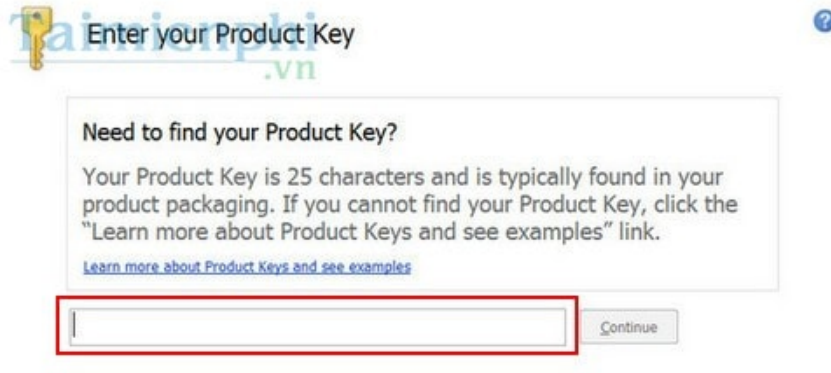 Taimienphi
.vn
Enter your Product Key
?
Need to find your Product Key?
Your Product Key is 25 characters and is typically found in your
product packaging. If you cannot find your Product Key, click the
“Learn more about Product Keys and see examples” link.
Learn more about Product Keys and see examples
Continue